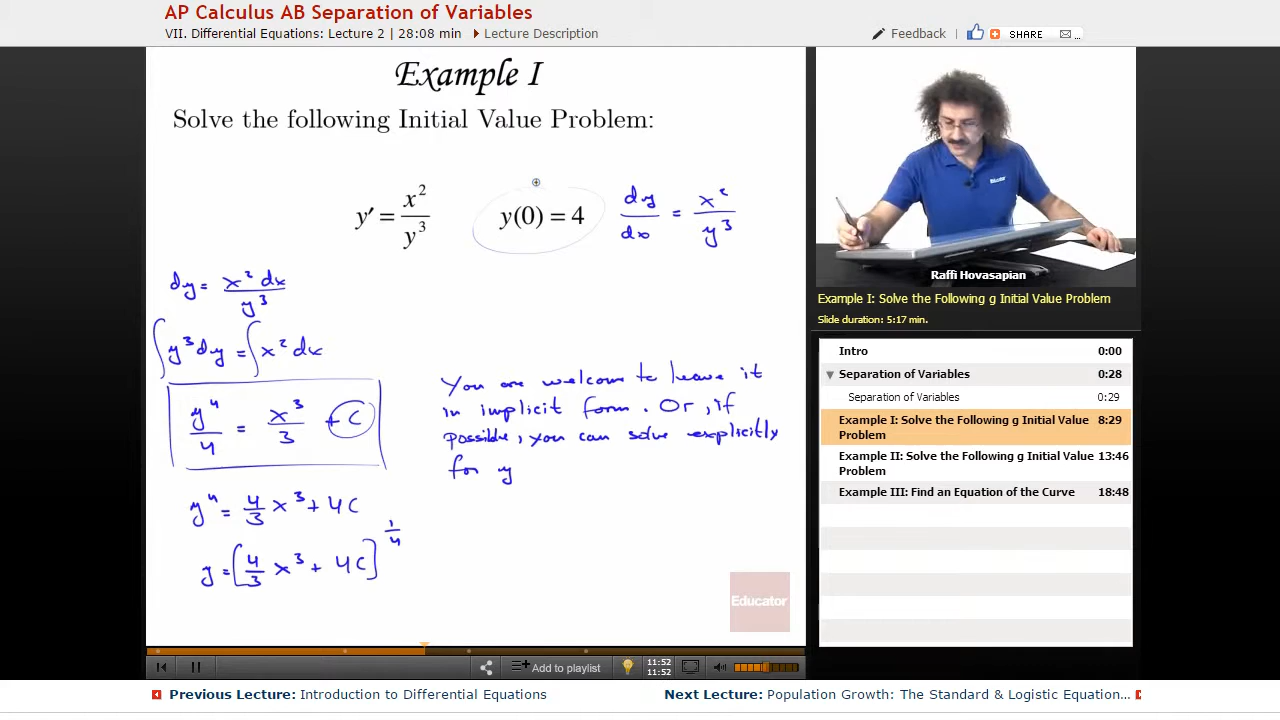 AP Calculus AB Separation of Variables
VII. Differential Equations: Lecture 2 | 28:08 min Lecture Description
Feedback
SHARE
Example I
Solve the following Initial Value Problem:
y′ = x²/y³ y(0) = 4 dy/dx = x²/y³
dy = x² dx / y³
∫ y³ dy = ∫ x² dx
y⁴/4 = x³/3 + C
y⁴ = 4/3 x³ + 4C
y = [4/3 x³ + 4C]^1/4
You are welcome to leave it
in implicit form. Or, if
possible, you can solve explicitly
for y
Educator
Educator
Raffi Hovasapian
Example I: Solve the Following g Initial Value Problem
Slide duration: 5:17 min.
Intro 0:00
Separation of Variables 0:28
Separation of Variables 0:29
Example I: Solve the Following g Initial Value 8:29
Problem
Example II: Solve the Following g Initial Value 13:46
Problem
Example III: Find an Equation of the Curve 18:48
Add to playlist
11:52
11:52
Previous Lecture: Introduction to Differential Equations
Next Lecture: Population Growth: The Standard & Logistic Equation...